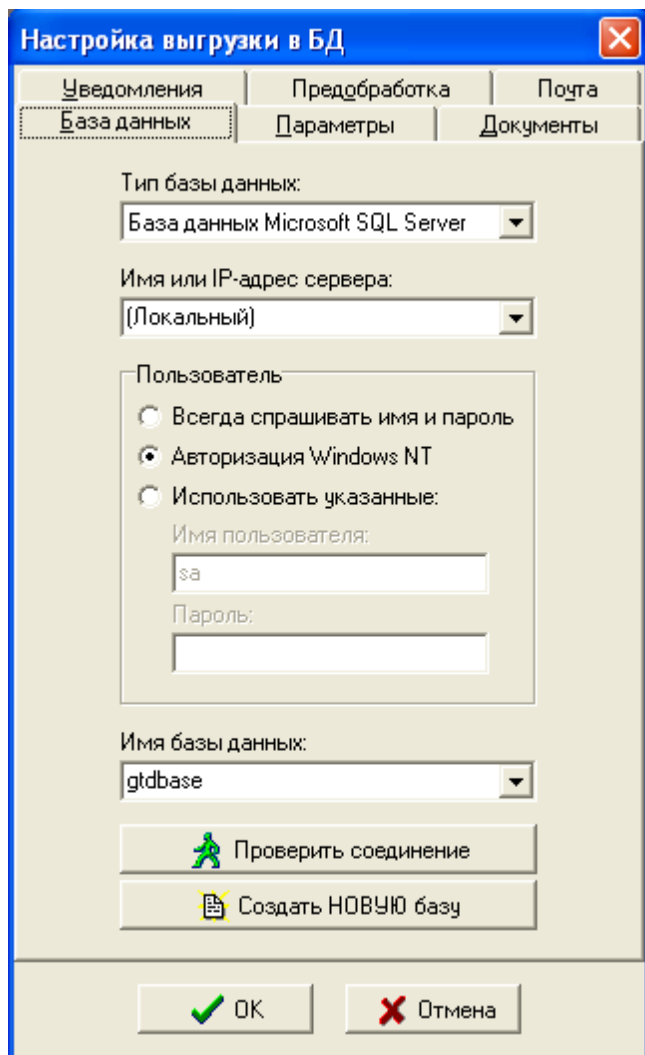 Настройка выгрузки в БД
Уведомления Предобработка Почта
База данных Параметры Документы
Тип базы данных:
База данных Microsoft SQL Server
Имя или IP-адрес сервера:
(Локальный)
Пользователь
Всегда спрашивать имя и пароль
Авторизация Windows NT
Использовать указанные:
Имя пользователя:
sa
Пароль:
Имя базы данных:
gtdbase
Проверить соединение
Создать НОВУЮ базу
OK Отмена